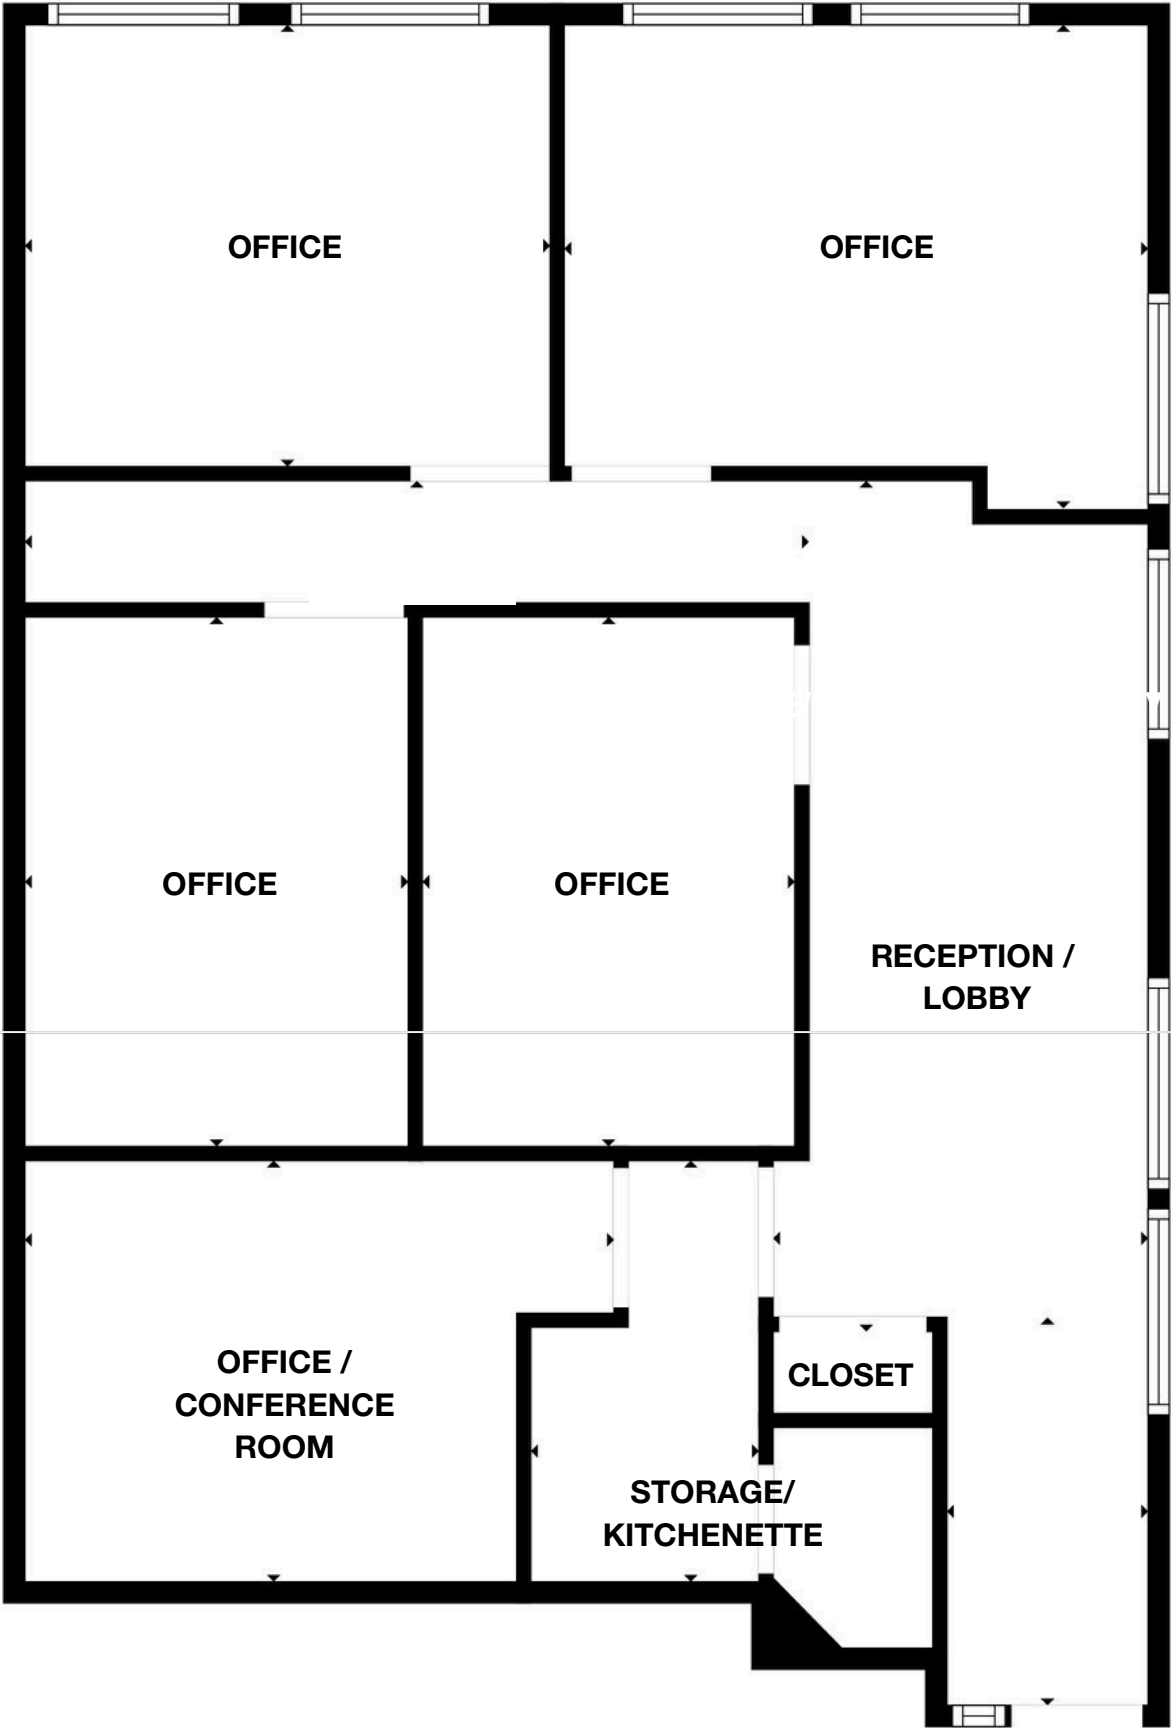 OFFICE
OFFICE
OFFICE
OFFICE
RECEPTION /
LOBBY
OFFICE /
CONFERENCE
ROOM
CLOSET
STORAGE/
KITCHENETTE